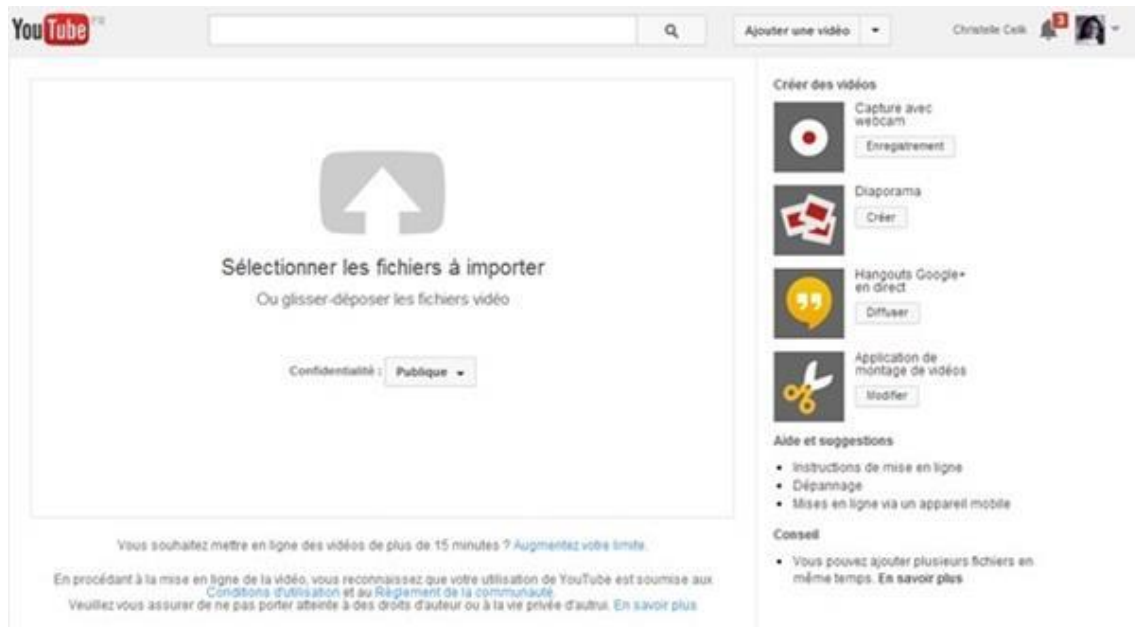 YouTube FR
Ajouter une vidéo
Christelle Celik
3
Sélectionner les fichiers à importer
Ou glisser-déposer les fichiers vidéo
Confidentialité : Publique
Vous souhaitez mettre en ligne des vidéos de plus de 15 minutes ? Augmentez votre limite.
En procédant à la mise en ligne de la vidéo, vous reconnaissez que votre utilisation de YouTube est soumise aux
Conditions d'utilisation et au Règlement de la communauté.
Veuillez vous assurer de ne pas porter atteinte à des droits d'auteur ou à la vie privée d'autrui. En savoir plus
Créer des vidéos
Capture avec
webcam
Enregistrement
Diaporama
Créer
Hangouts Google+
en direct
Diffuser
Application de
montage de vidéos
Modifier
Aide et suggestions
• Instructions de mise en ligne
• Dépannage
• Mises en ligne via un appareil mobile
Conseil
• Vous pouvez ajouter plusieurs fichiers en
même temps. En savoir plus